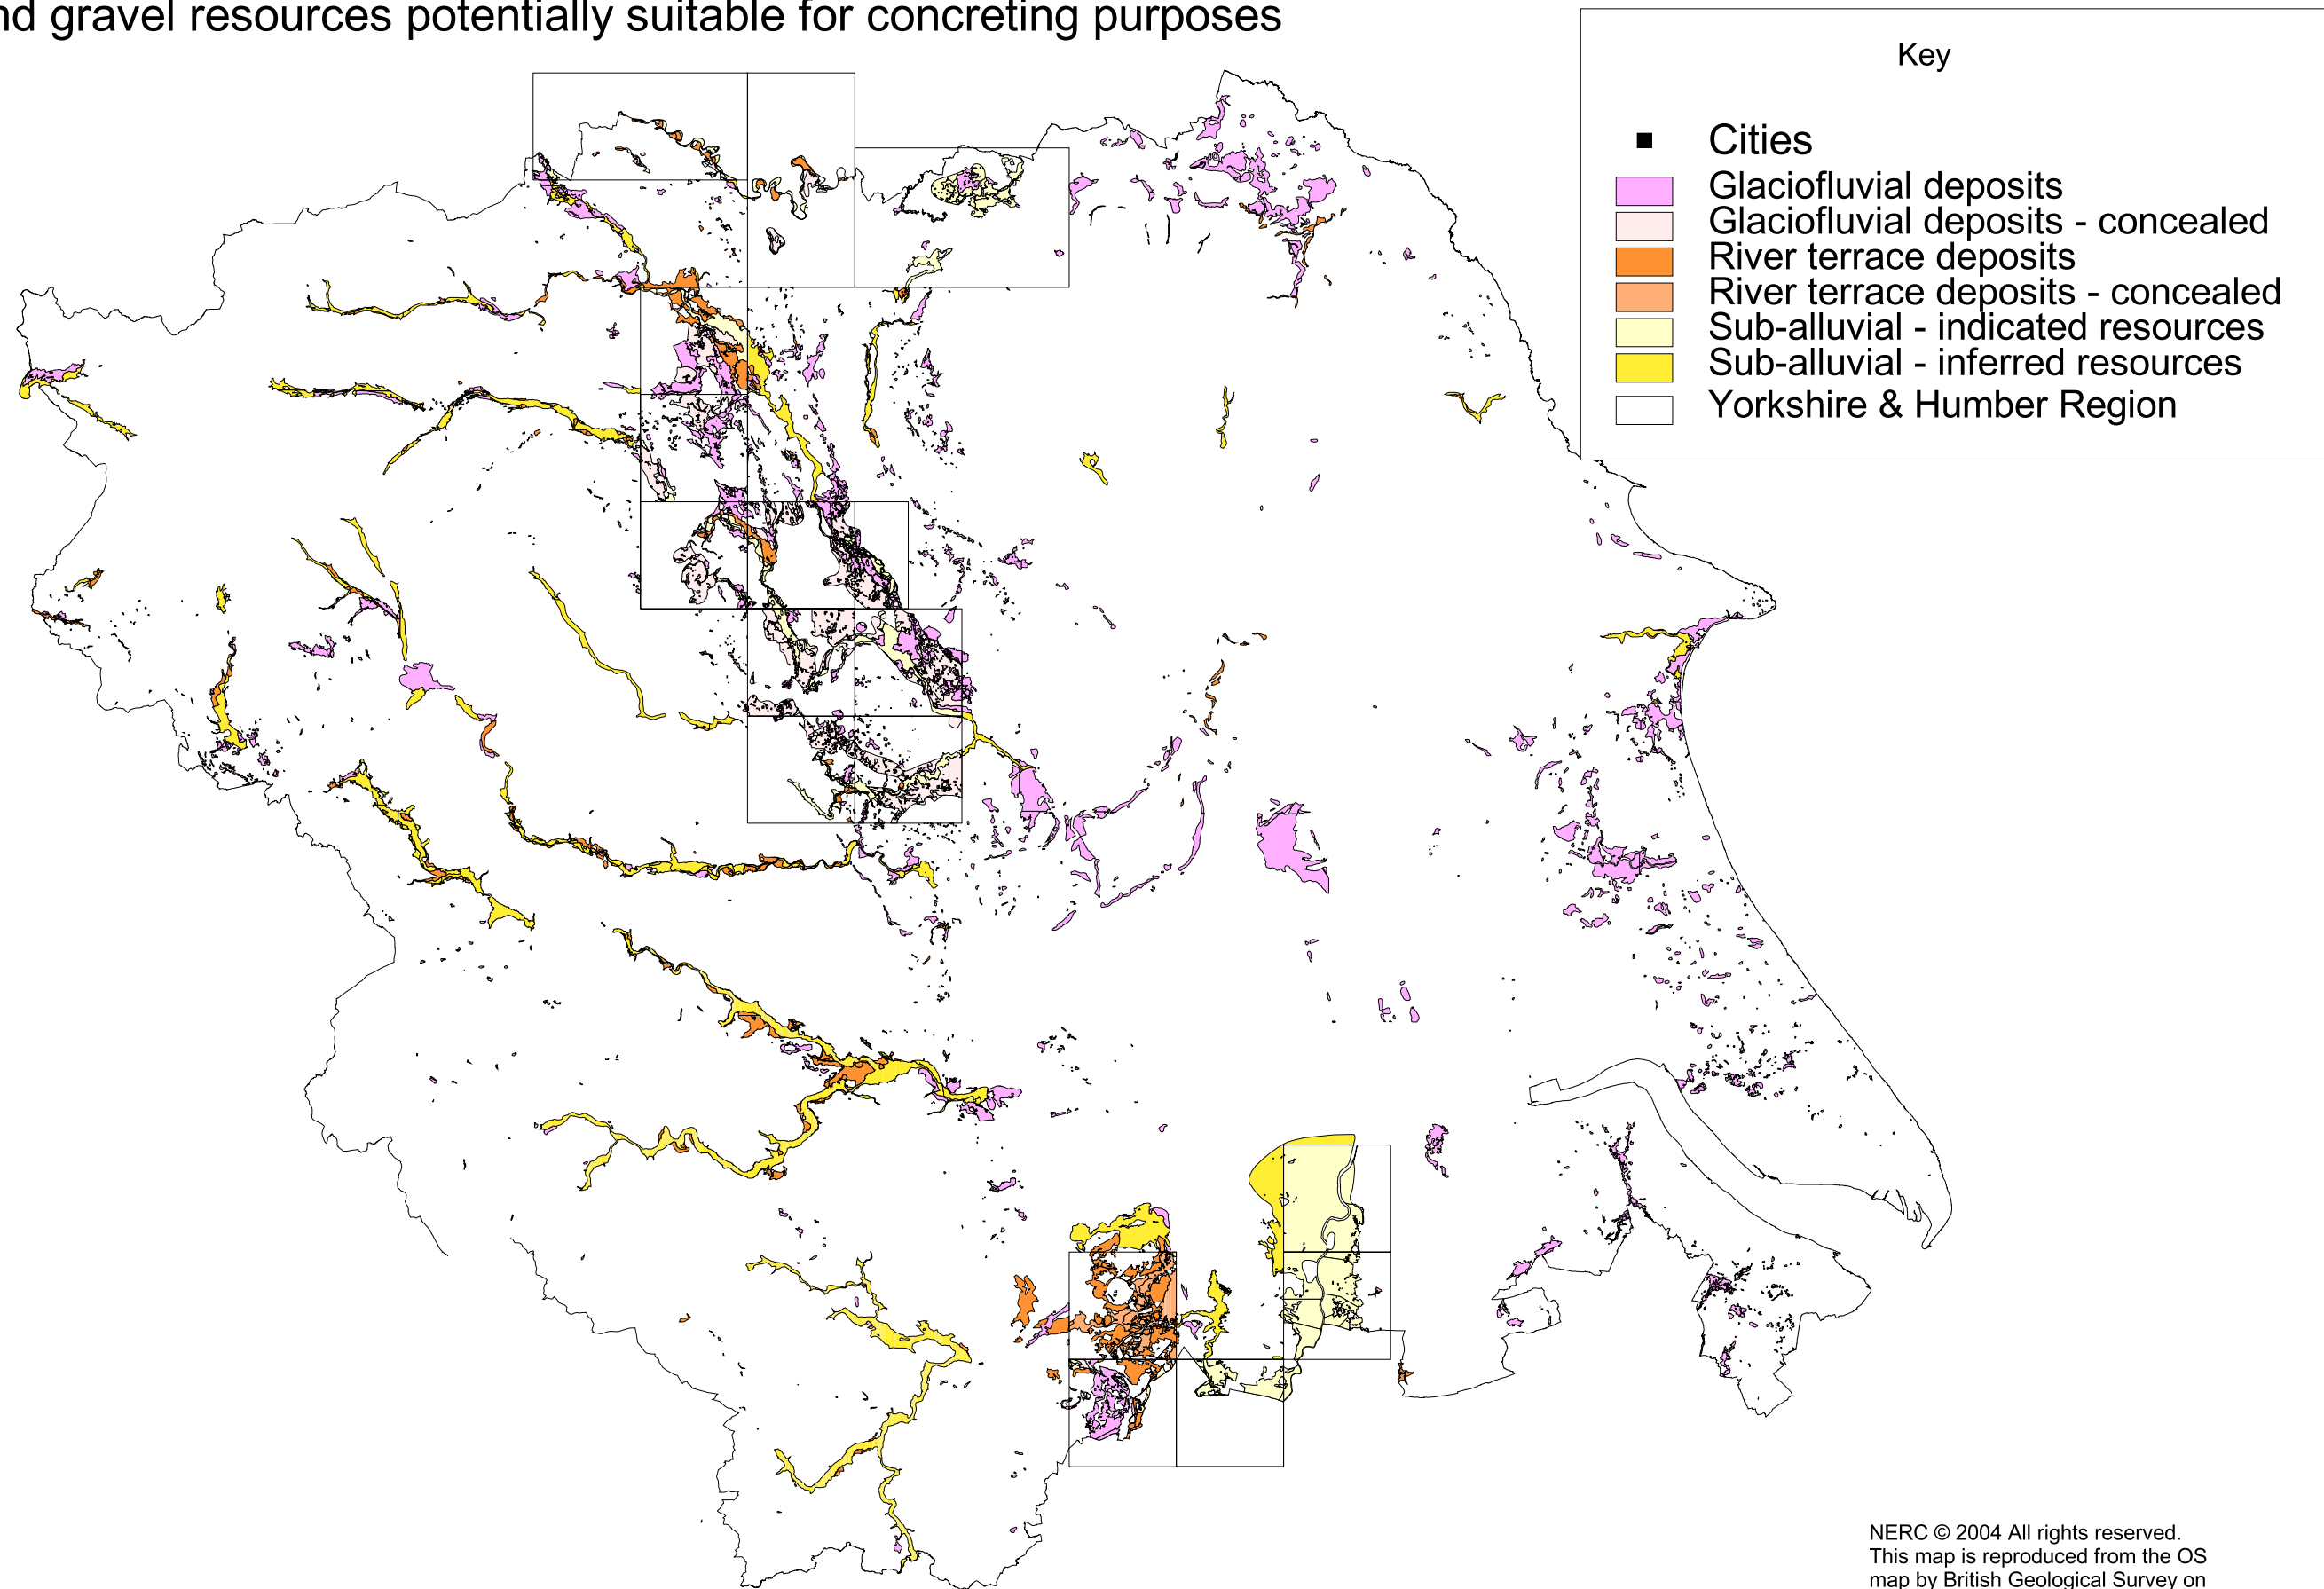 nd gravel resources potentially suitable for concreting purposes
Key
Cities
Glaciofluvial deposits
Glaciofluvial deposits - concealed
River terrace deposits
River terrace deposits - concealed
Sub-alluvial - indicated resources
Sub-alluvial - inferred resources
Yorkshire & Humber Region
NERC © 2004 All rights reserved.
This map is reproduced from the OS
map by British Geological Survey on